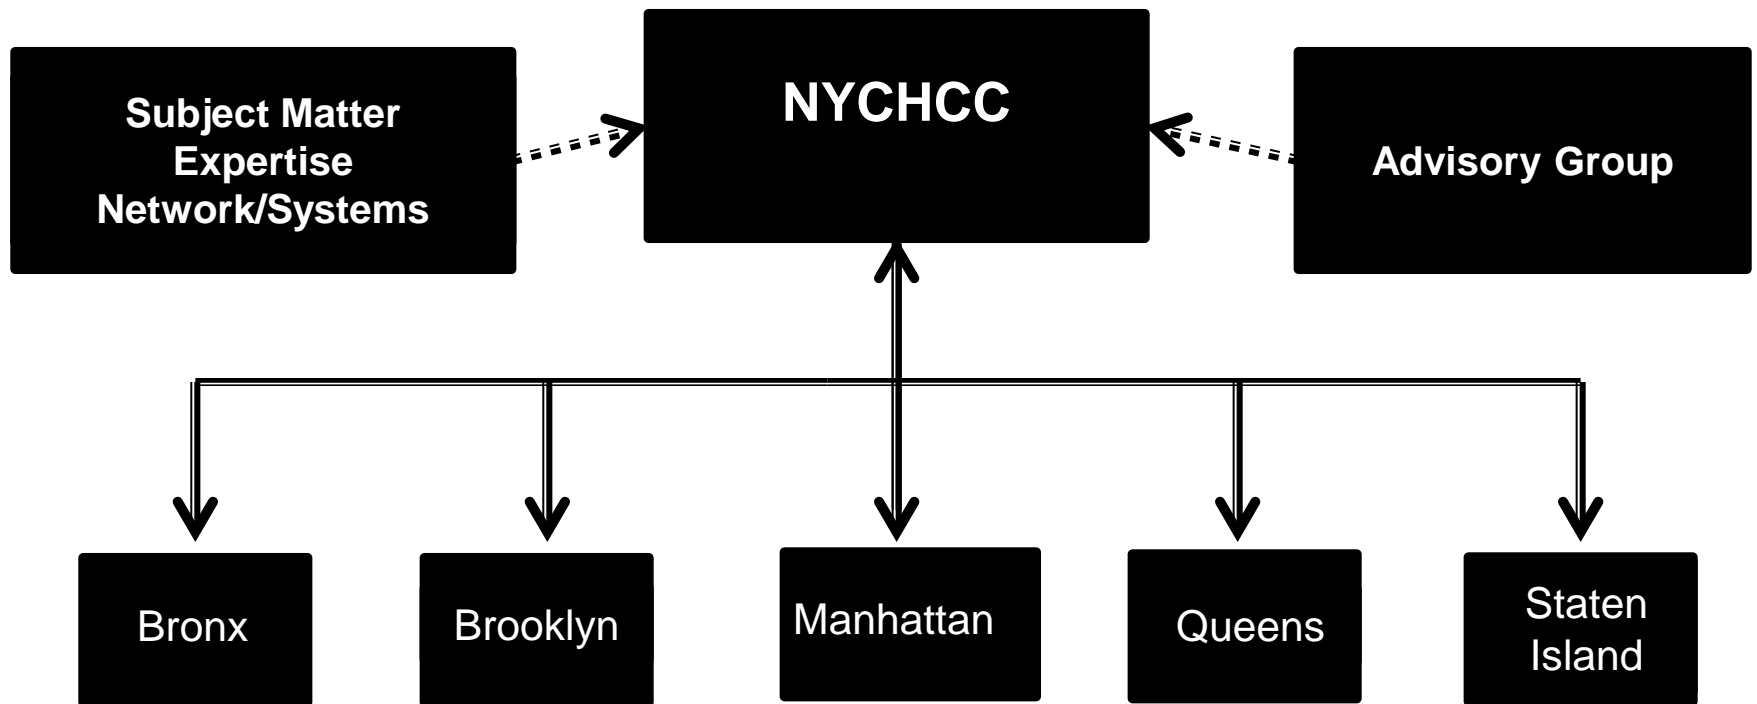 NYCHCC
Subject Matter
Expertise
Network/Systems
Advisory Group
Bronx
Brooklyn
Manhattan
Queens
Staten
Island